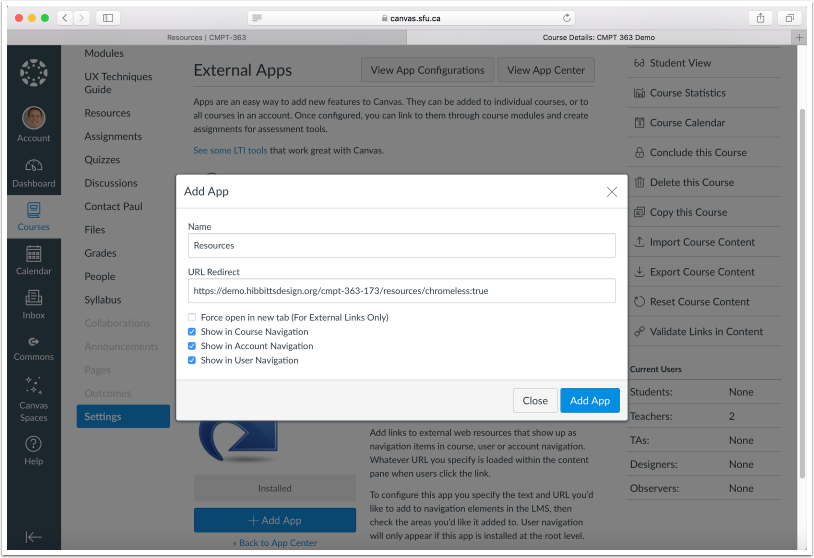 canvas.sfu.ca
Resources | CMPT-363
Course Details: CMPT 363 Demo
Account
Dashboard
Courses
Calendar
Inbox
Commons
Canvas
Spaces
Help
Modules
UX Techniques
Guide
Resources
Assignments
Quizzes
Discussions
Contact Paul
Files
Grades
People
Syllabus
Collaborations
Announcements
Pages
Outcomes
Settings
External Apps
View App Configurations
View App Center
Apps are an easy way to add new features to Canvas. They can be added to individual courses, or to
all courses in an account. Once configured, you can link to them through course modules and create
assignments for assessment tools.
See some LTI tools that work great with Canvas.
Add App
Name
Resources
URL Redirect
https://demo.hibbittsdesign.org/cmpt-363-173/resources/chromeless:true
Force open in new tab (For External Links Only)
Show in Course Navigation
Show in Account Navigation
Show in User Navigation
Close
Add App
Installed
+ Add App
« Back to App Center
Add links to external web resources that show up as
navigation items in course, user or account navigation.
Whatever URL you specify is loaded within the content
pane when users click the link.
To configure this app you specify the text and URL you'd
like to add to navigation elements in the LMS, then
check the areas you'd like it added to. User navigation
will only appear if this app is installed at the root level.
Student View
Course Statistics
Course Calendar
Conclude this Course
Delete this Course
Copy this Course
Import Course Content
Export Course Content
Reset Course Content
Validate Links in Content
Current Users
Students: None
Teachers: 2
TAs: None
Designers: None
Observers: None